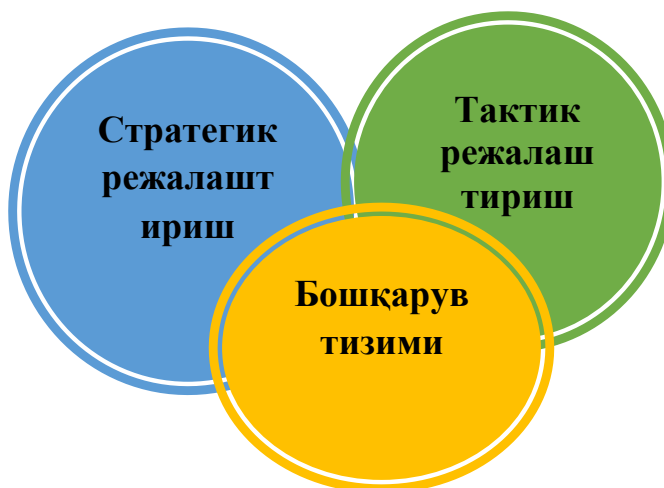 Стратегик
режалашт
ириш
Тактик
режалаш
тириш
Бошқарув
тизими